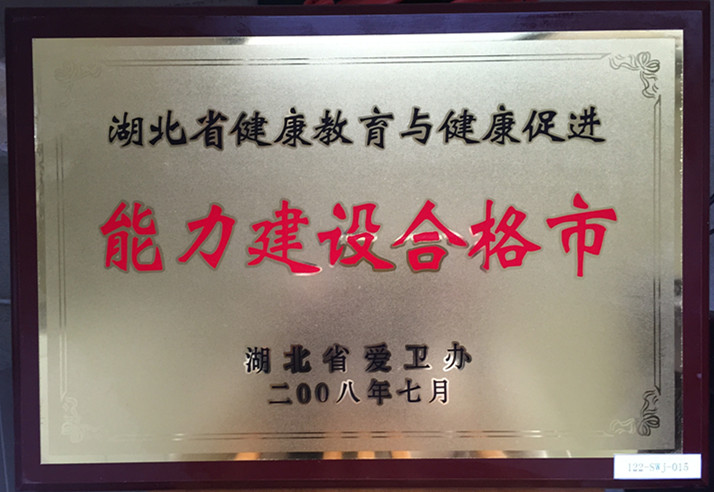 湖北省健康教育与健康促进
能力建设合格市
湖北省爱卫办
二00八年七月
122-SWJ-015